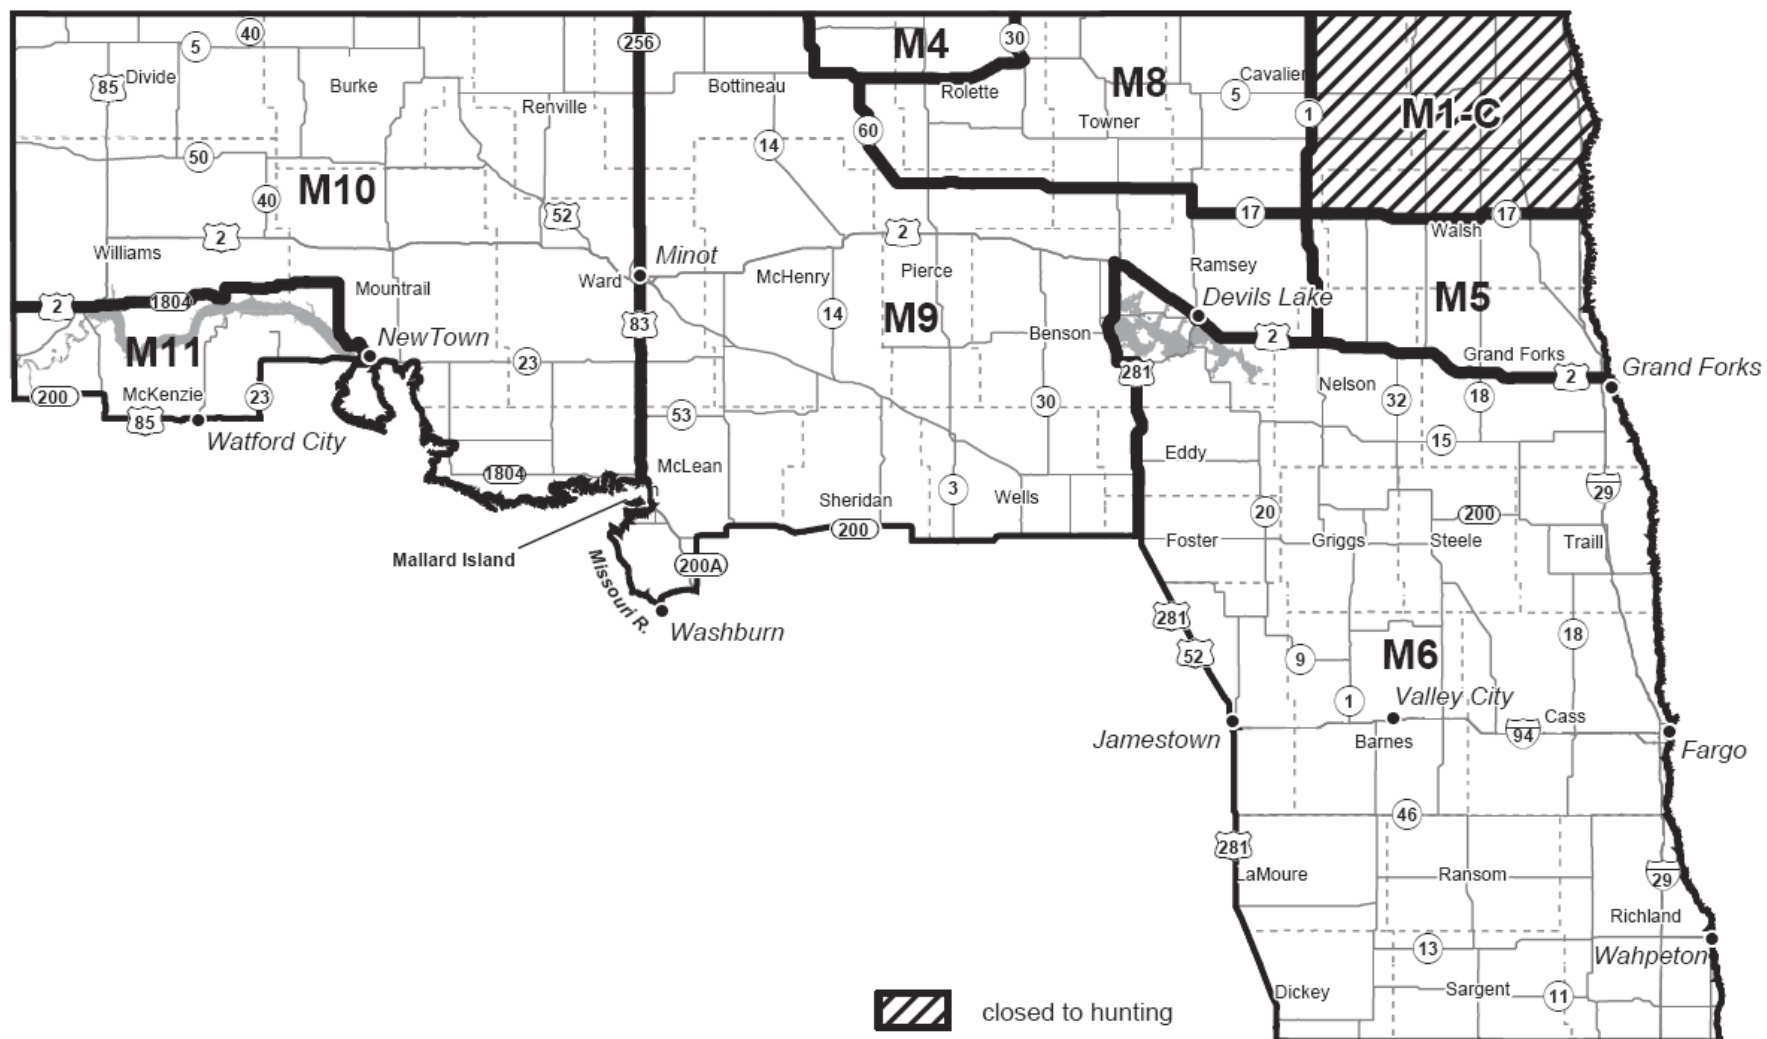 40
5
256
M4
30
85
Divide
Burke
Bottineau
Rolette
M8
Cavalier
5
Renville
1
M1-C
60
Towner
14
50
M10
40
52
17
17
2
2
Walsh
Williams
Minot
McHenry
Pierce
Ramsey
Ward
Mountrail
Devils Lake
M5
2
1804
14
M9
83
Benson
2
NewTown
M11
23
281
Grand Forks
2
Grand Forks
McKenzie
23
Nelson
32
18
200
85
Watford City
53
30
15
Eddy
McLean
1804
3
29
Sheridan
Wells
20
200
200
Mallard Island
Foster
Griggs
Steele
Traill
200A
Missouri R.
Washburn
281
18
52
9
M6
1
Valley City
Cass
Jamestown
Barnes
94
Fargo
46
281
LaMoure
Ransom
29
Richland
13
Wahpeton
Dickey
Sargent
11
closed to hunting